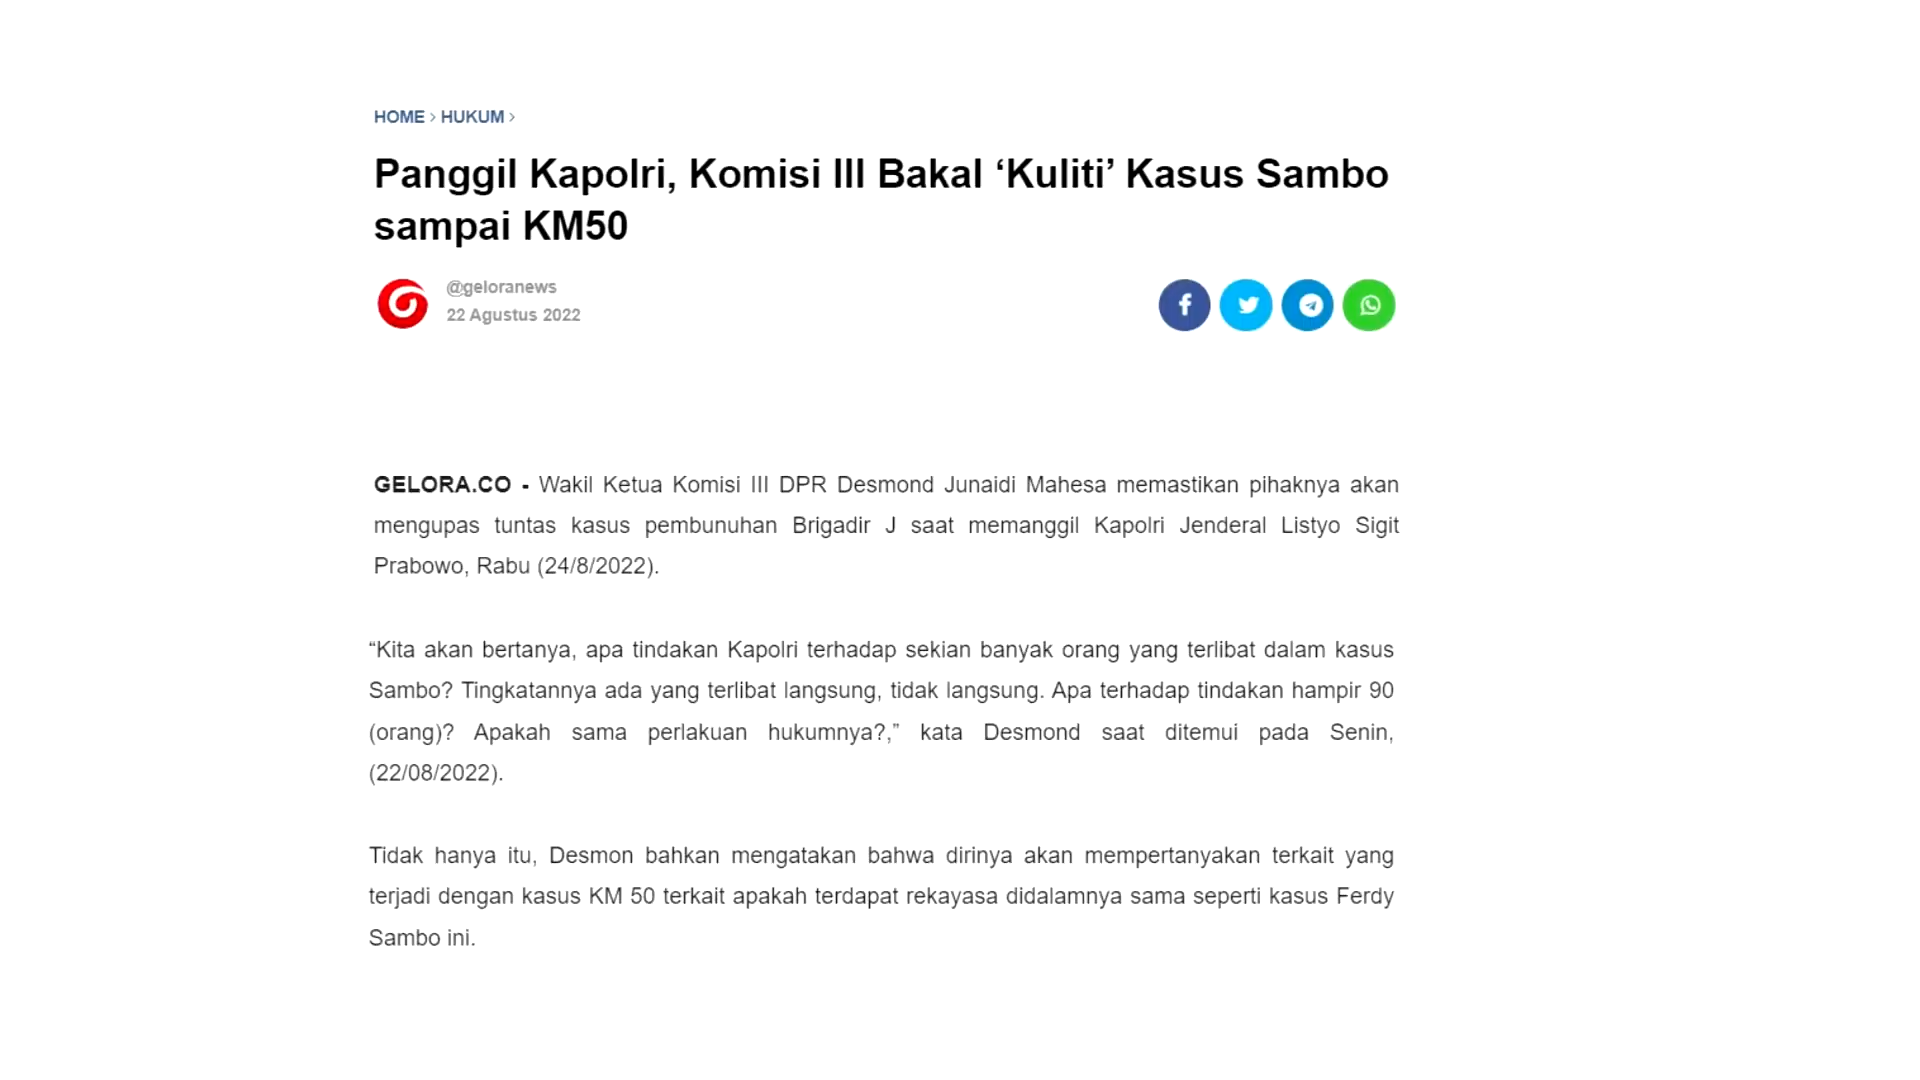 HOME › HUKUM ›
Panggil Kapolri, Komisi III Bakal ‘Kuliti’ Kasus Sambo
sampai KM50
@geloranews
22 Agustus 2022
GELORA.CO - Wakil Ketua Komisi III DPR Desmond Junaidi Mahesa memastikan pihaknya akan
mengupas tuntas kasus pembunuhan Brigadir J saat memanggil Kapolri Jenderal Listyo Sigit
Prabowo, Rabu (24/8/2022).
“Kita akan bertanya, apa tindakan Kapolri terhadap sekian banyak orang yang terlibat dalam kasus
Sambo? Tingkatannya ada yang terlibat langsung, tidak langsung. Apa terhadap tindakan hampir 90
(orang)? Apakah sama perlakuan hukumnya?,” kata Desmond saat ditemui pada Senin,
(22/08/2022).
Tidak hanya itu, Desmon bahkan mengatakan bahwa dirinya akan mempertanyakan terkait yang
terjadi dengan kasus KM 50 terkait apakah terdapat rekayasa didalamnya sama seperti kasus Ferdy
Sambo ini.